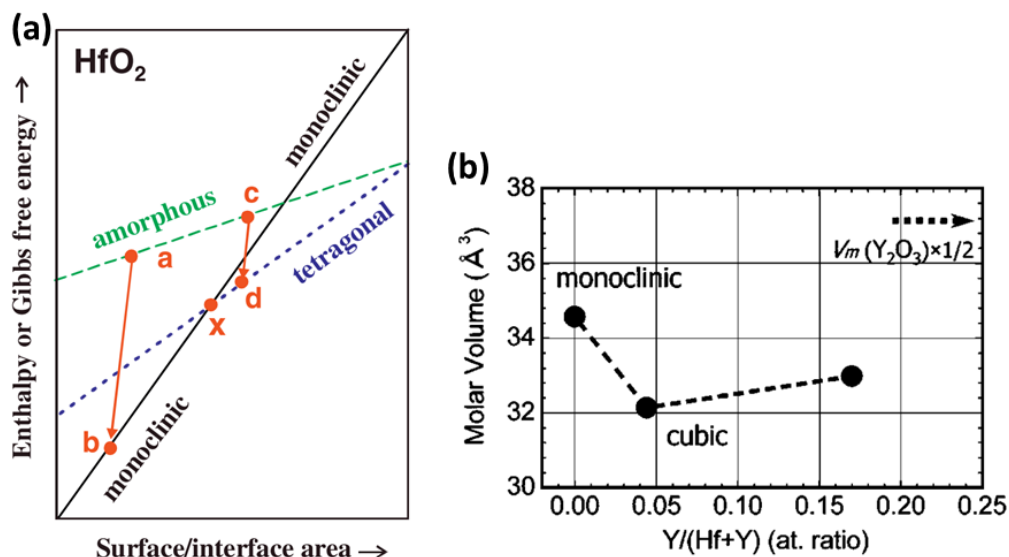 (a)
HfO₂
Enthalpy or Gibbs free energy →
monoclinic
amorphous
tetragonal
a
c
d
x
b
monoclinic
Surface/interface area →
(b)
Molar Volume (Å³)
38
36
34
32
30
Vm (Y₂O₃)×1/2
monoclinic
cubic
0.00 0.05 0.10 0.15 0.20 0.25
Y/(Hf+Y) (at. ratio)